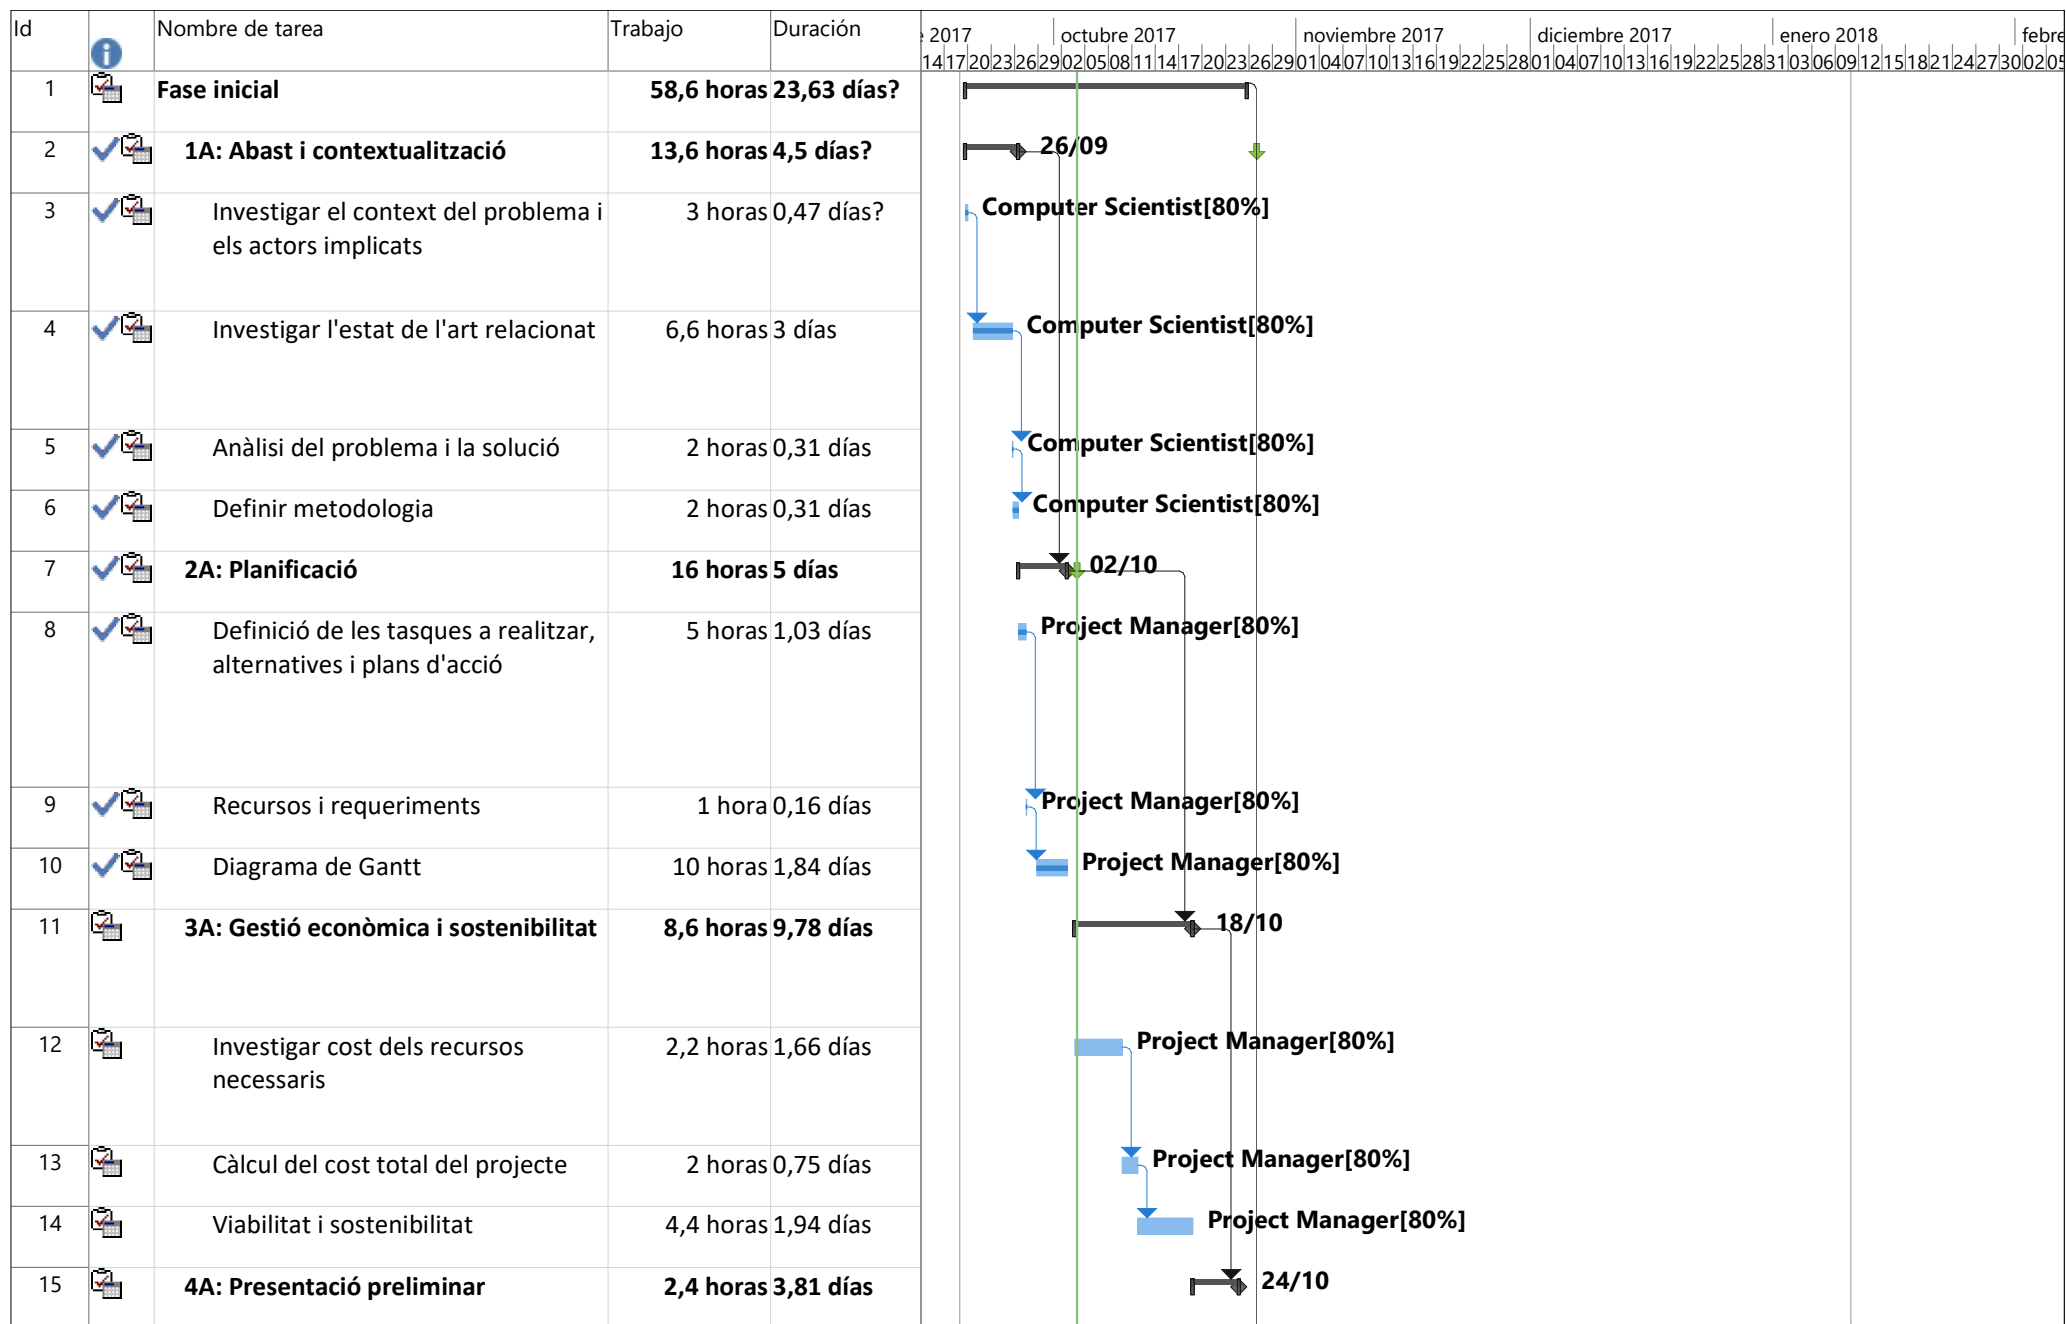 Id Nombre de tarea Trabajo Duración
e 2017 octubre 2017 noviembre 2017 diciembre 2017 enero 2018 febre
14 17 20 23 26 29 02 05 08 11 14 17 20 23 26 29 01 04 07 10 13 16 19 22 25 28 01 04 07 10 13 16 19 22 25 28 31 03 06 09 12 15 18 21 24 27 30 02 05
1 Fase inicial 58,6 horas 23,63 días?
2 1A: Abast i contextualització 13,6 horas 4,5 días? 26/09
3 Investigar el context del problema i 3 horas 0,47 días? Computer Scientist[80%]
els actors implicats
4 Investigar l'estat de l'art relacionat 6,6 horas 3 días Computer Scientist[80%]
5 Anàlisi del problema i la solució 2 horas 0,31 días Computer Scientist[80%]
6 Definir metodologia 2 horas 0,31 días Computer Scientist[80%]
7 2A: Planificació 16 horas 5 días 02/10
8 Definició de les tasques a realitzar, 5 horas 1,03 días Project Manager[80%]
alternatives i plans d'acció
9 Recursos i requeriments 1 hora 0,16 días Project Manager[80%]
10 Diagrama de Gantt 10 horas 1,84 días Project Manager[80%]
11 3A: Gestió econòmica i sostenibilitat 8,6 horas 9,78 días 18/10
12 Investigar cost dels recursos 2,2 horas 1,66 días Project Manager[80%]
necessaris
13 Càlcul del cost total del projecte 2 horas 0,75 días Project Manager[80%]
14 Viabilitat i sostenibilitat 4,4 horas 1,94 días Project Manager[80%]
15 4A: Presentació preliminar 2,4 horas 3,81 días 24/10